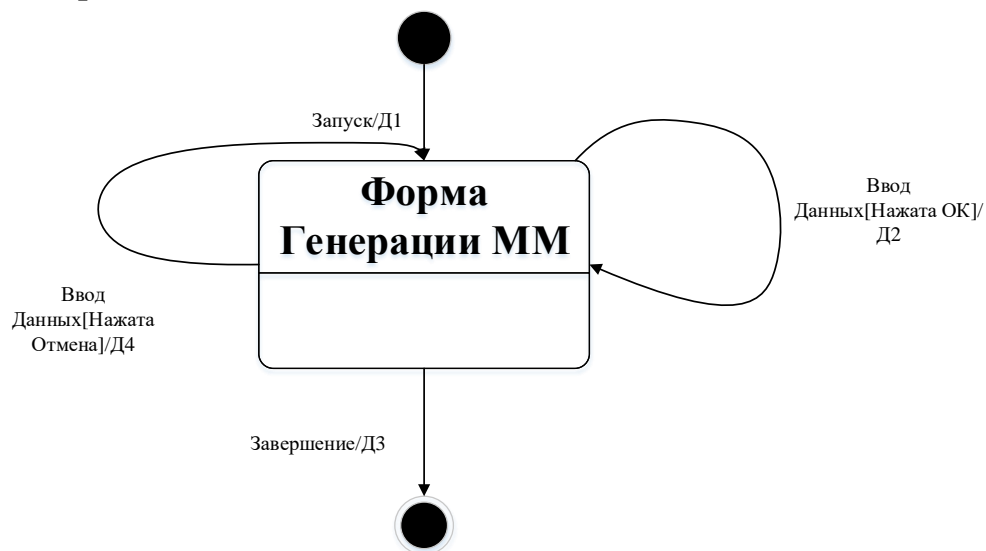 Запуск/Д1
Форма
Генерации ММ
Ввод
Данных[Нажата ОК]/
Д2
Ввод
Данных[Нажата
Отмена]/Д4
Завершение/Д3